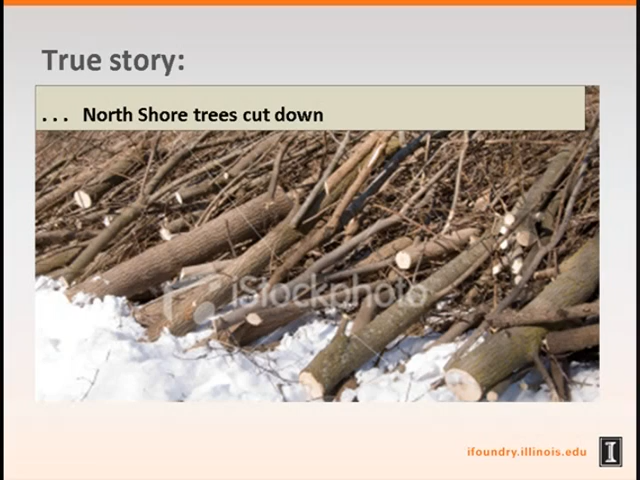 True story:
. . . North Shore trees cut down
iStockphoto
ifoundry.illinois.edu
I